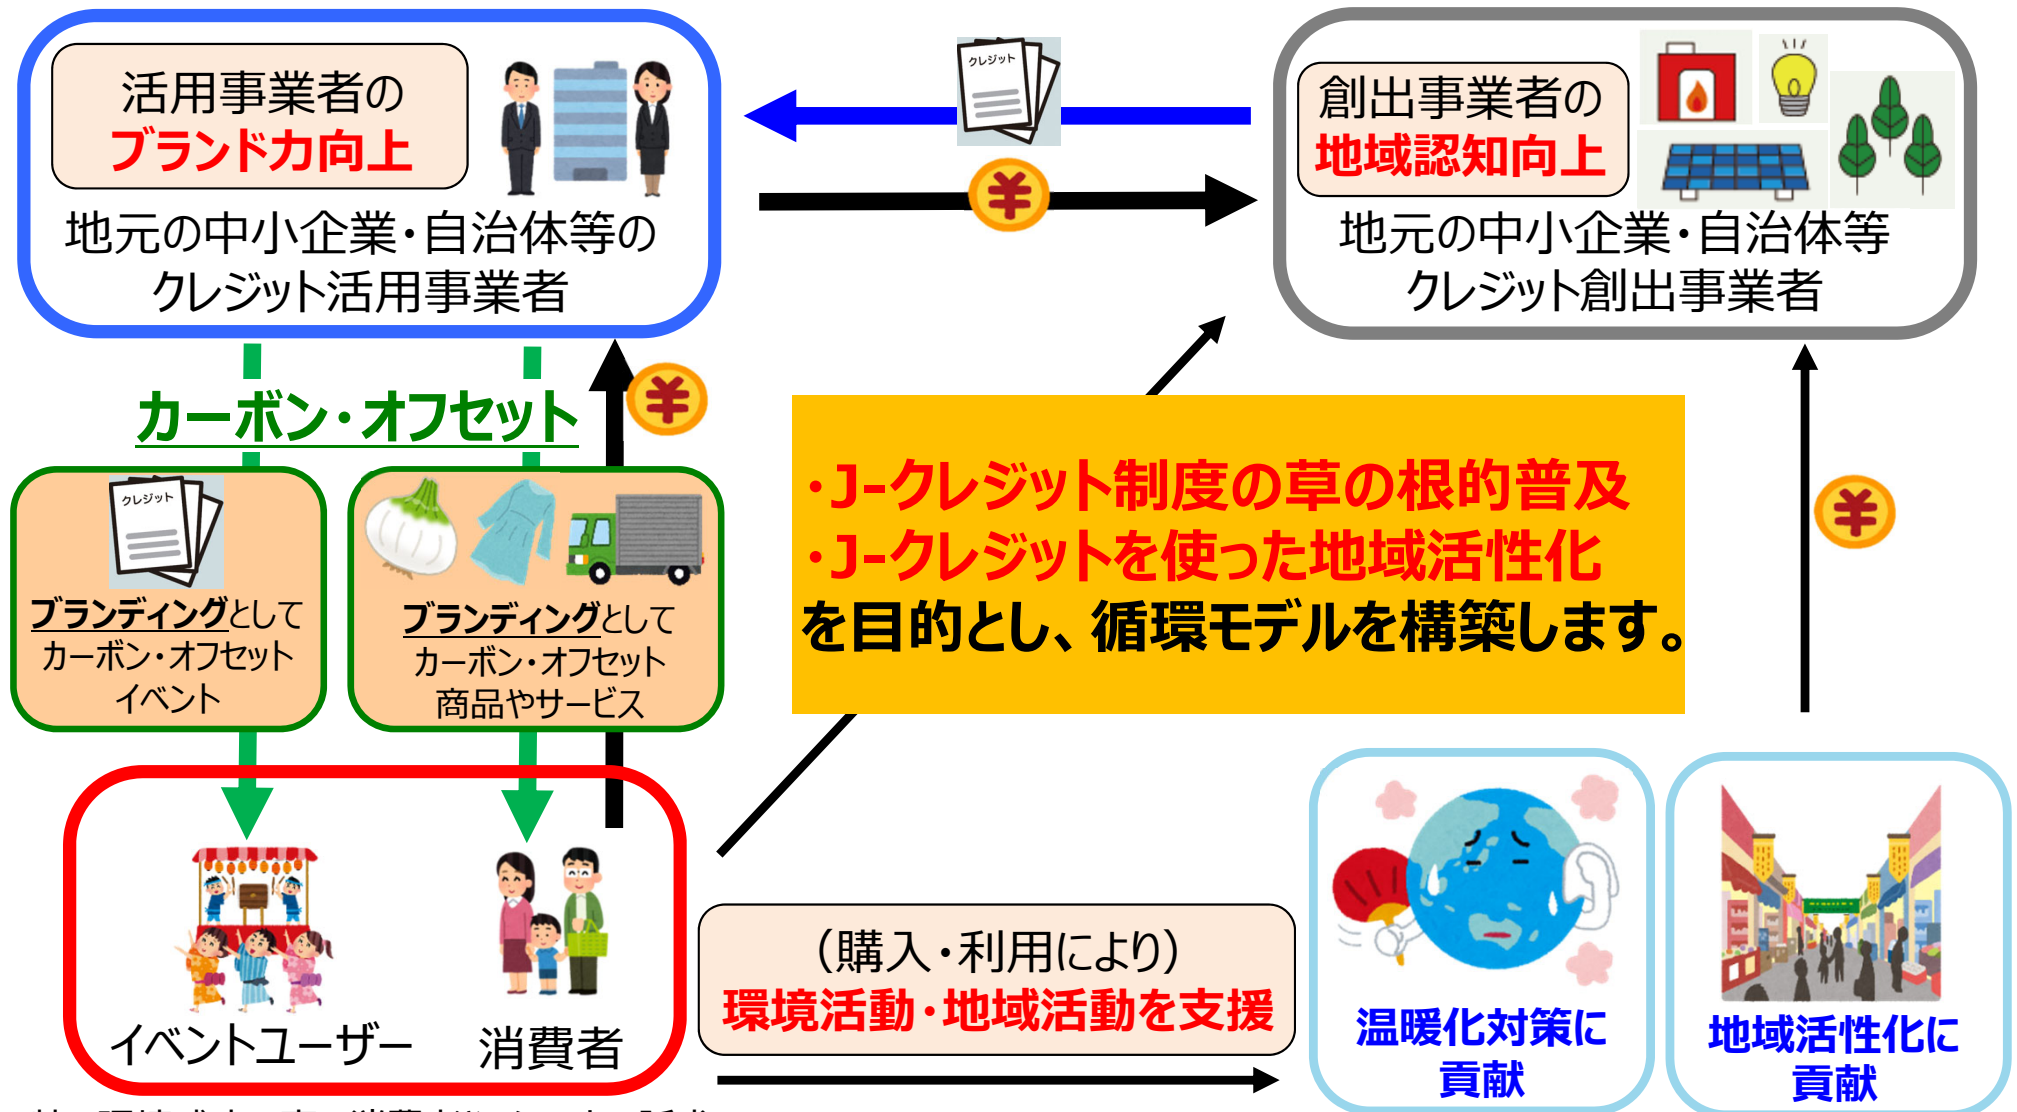 活用事業者の
ブランド力向上
地元の中小企業・自治体等の
クレジット活用事業者
クレジット
¥
創出事業者の
地域認知向上
地元の中小企業・自治体等
クレジット創出事業者
カーボン・オフセット
¥
クレジット
ブランディングとして
カーボン・オフセット
イベント
ブランディングとして
カーボン・オフセット
商品やサービス
・J-クレジット制度の草の根的普及
・J-クレジットを使った地域活性化
を目的とし、循環モデルを構築します。
¥
イベントユーザー
消費者
（購入・利用により）
環境活動・地域活動を支援
温暖化対策に
貢献
地域活性化に
貢献